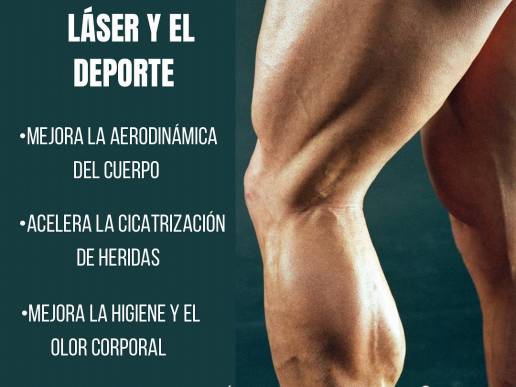 LÁSER Y EL
DEPORTE
•MEJORA LA AERODINÁMICA
DEL CUERPO
•ACELERA LA CICATRIZACIÓN
DE HERIDAS
•MEJORA LA HIGIENE Y EL
OLOR CORPORAL